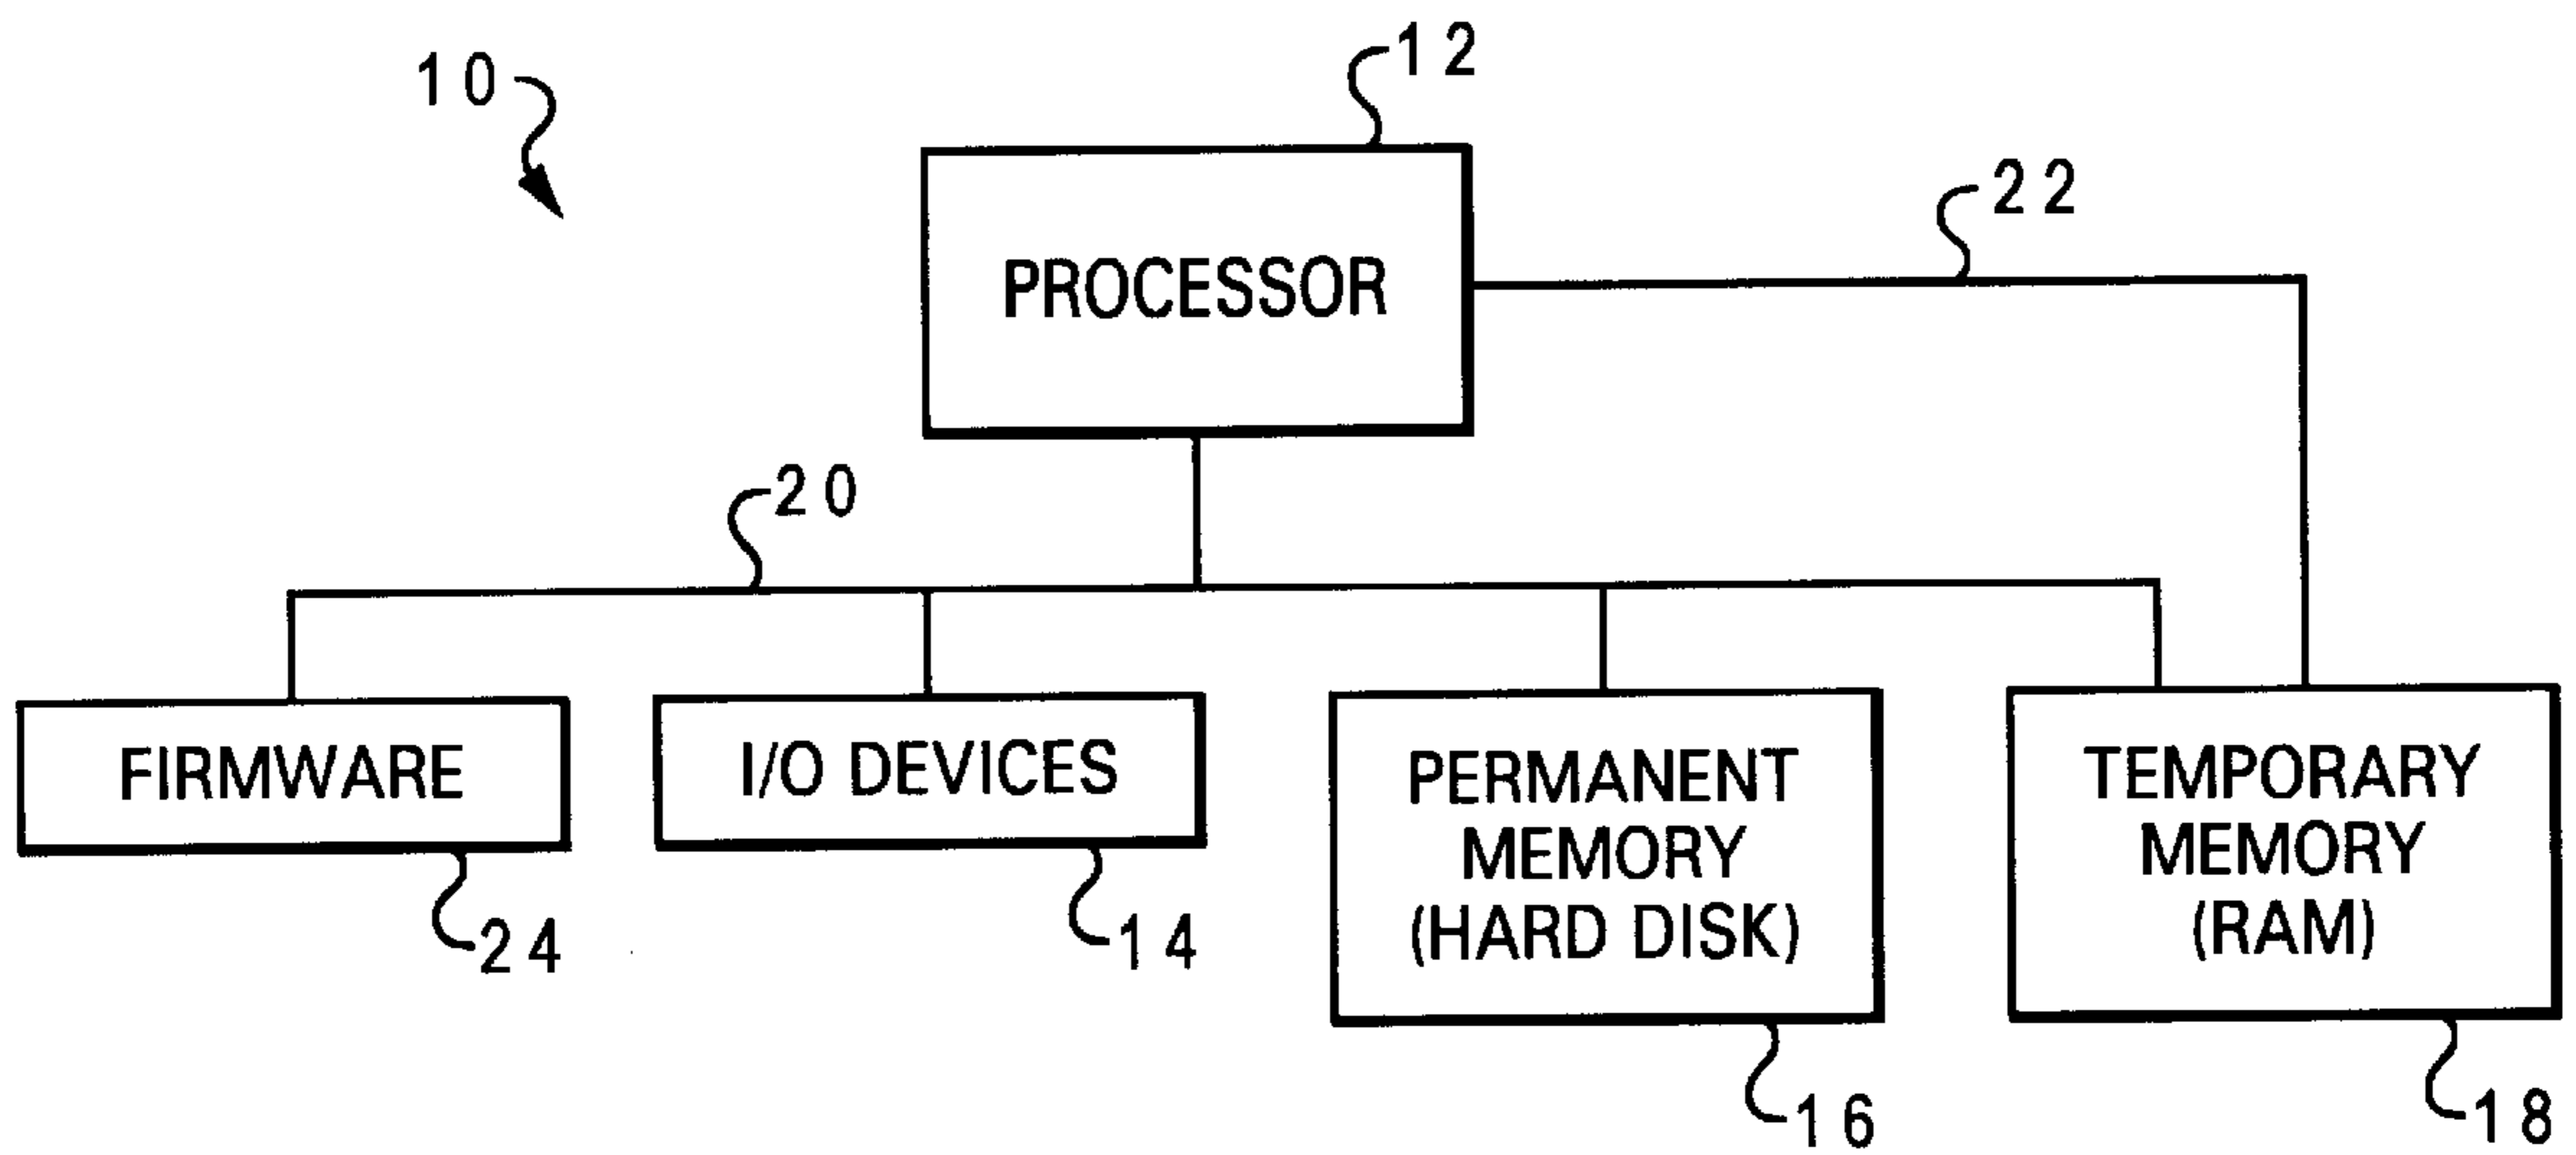 10
12
22
PROCESSOR
20
FIRMWARE
I/O DEVICES
PERMANENT
MEMORY
(HARD DISK)
TEMPORARY
MEMORY
(RAM)
24
14
16
18